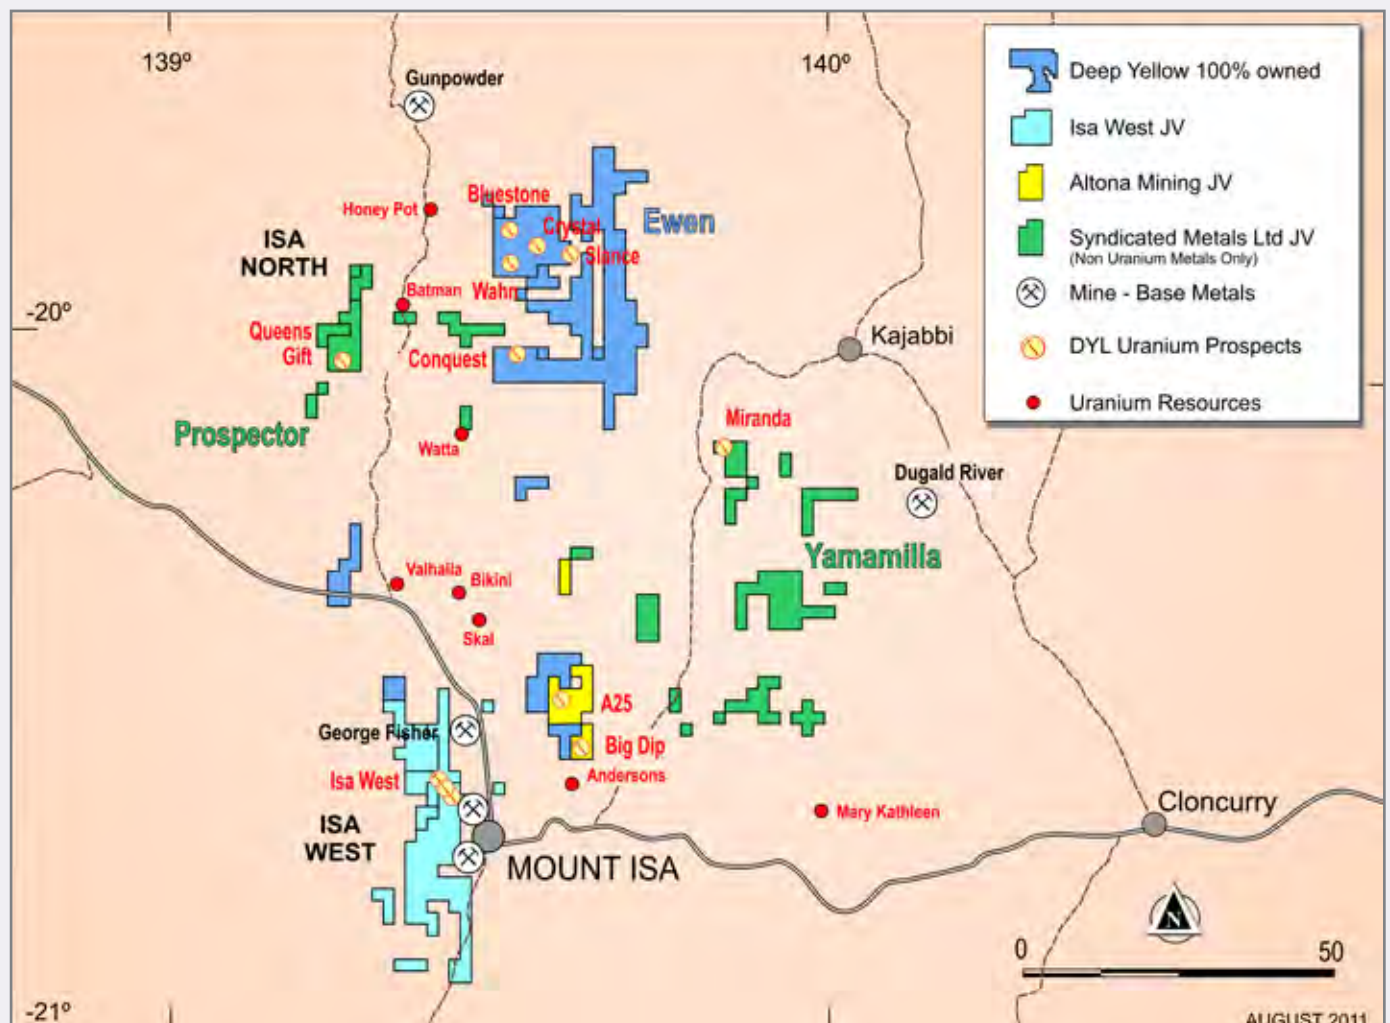 139º
140º
Gunpowder
Deep Yellow 100% owned
Isa West JV
Altona Mining JV
Syndicated Metals Ltd JV
(Non Uranium Metals Only)
Mine - Base Metals
DYL Uranium Prospects
Uranium Resources
Bluestone
Honey Pot
Crystal
Ewen
ISA
NORTH
Slance
Batman
Wahn
-20º
Queens
Gift
Conquest
Kajabbi
Prospector
Miranda
Watta
Dugald River
Yamamilla
Valhalla
Bikini
Skal
A25
George Fisher
Big Dip
Isa West
Andersons
ISA
WEST
Mary Kathleen
Cloncurry
MOUNT ISA
N
0
50
-21º
AUGUST 2011